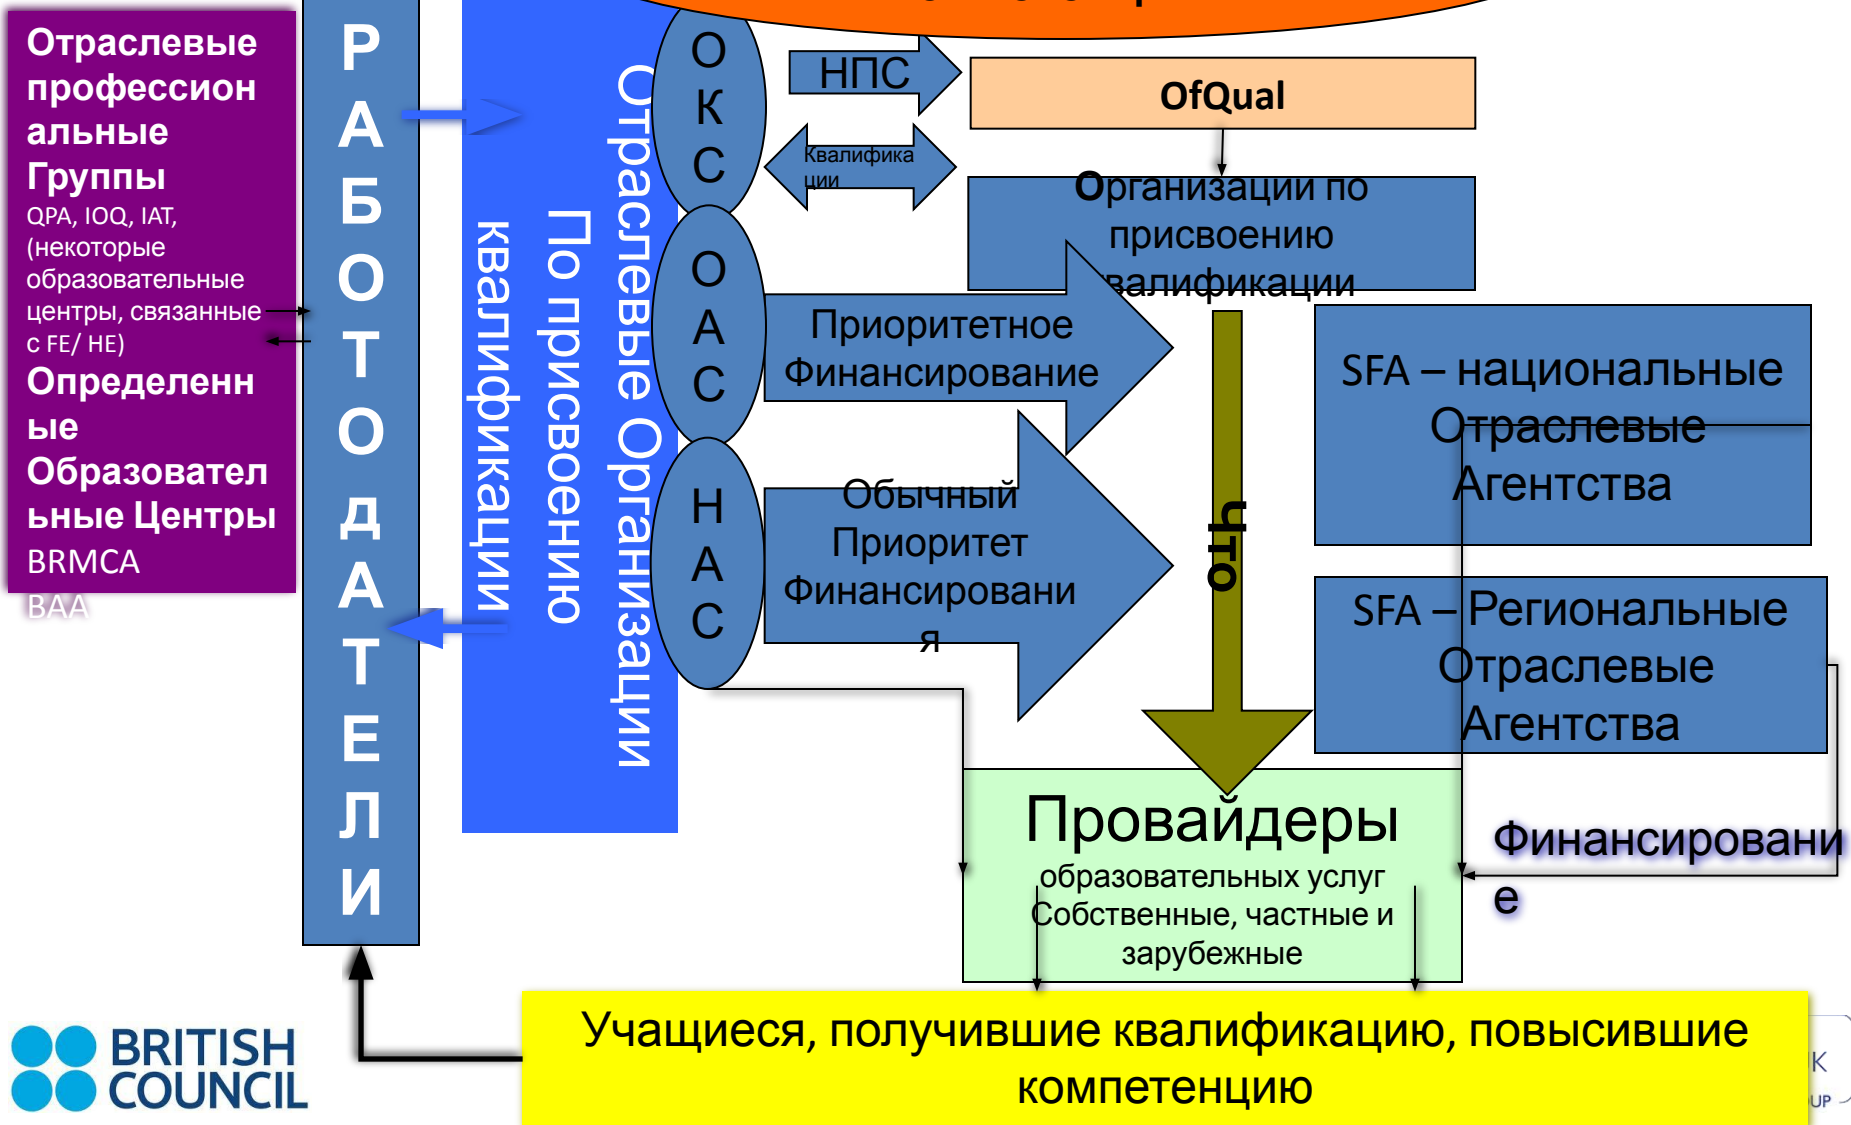 Отраслевые
профессион
альные
Группы
QPA, IOQ, IAT,
(некоторые
образовательные
центры, связанные
с FE/ HE)
Определенн
ые
Образовател
ьные Центры
BRMCA
BAA
РАБОТОДАТЕЛИ
Отраслевые Организации
По присвоению
квалификации
ОКС
ОАС
НАС
НПС
OfQual
Квалифика
ции
Организации по
присвоению
квалификации
Приоритетное
Финансирование
Обычный
Приоритет
Финансировани
я
Что
SFA – национальные
Отраслевые
Агентства
SFA – Региональные
Отраслевые
Агентства
Провайдеры
образовательных услуг
Собственные, частные и
зарубежные
Финансировани
е
Учащиеся, получившие квалификацию, повысившие
компетенцию
BRITISH
COUNCIL
K
UP